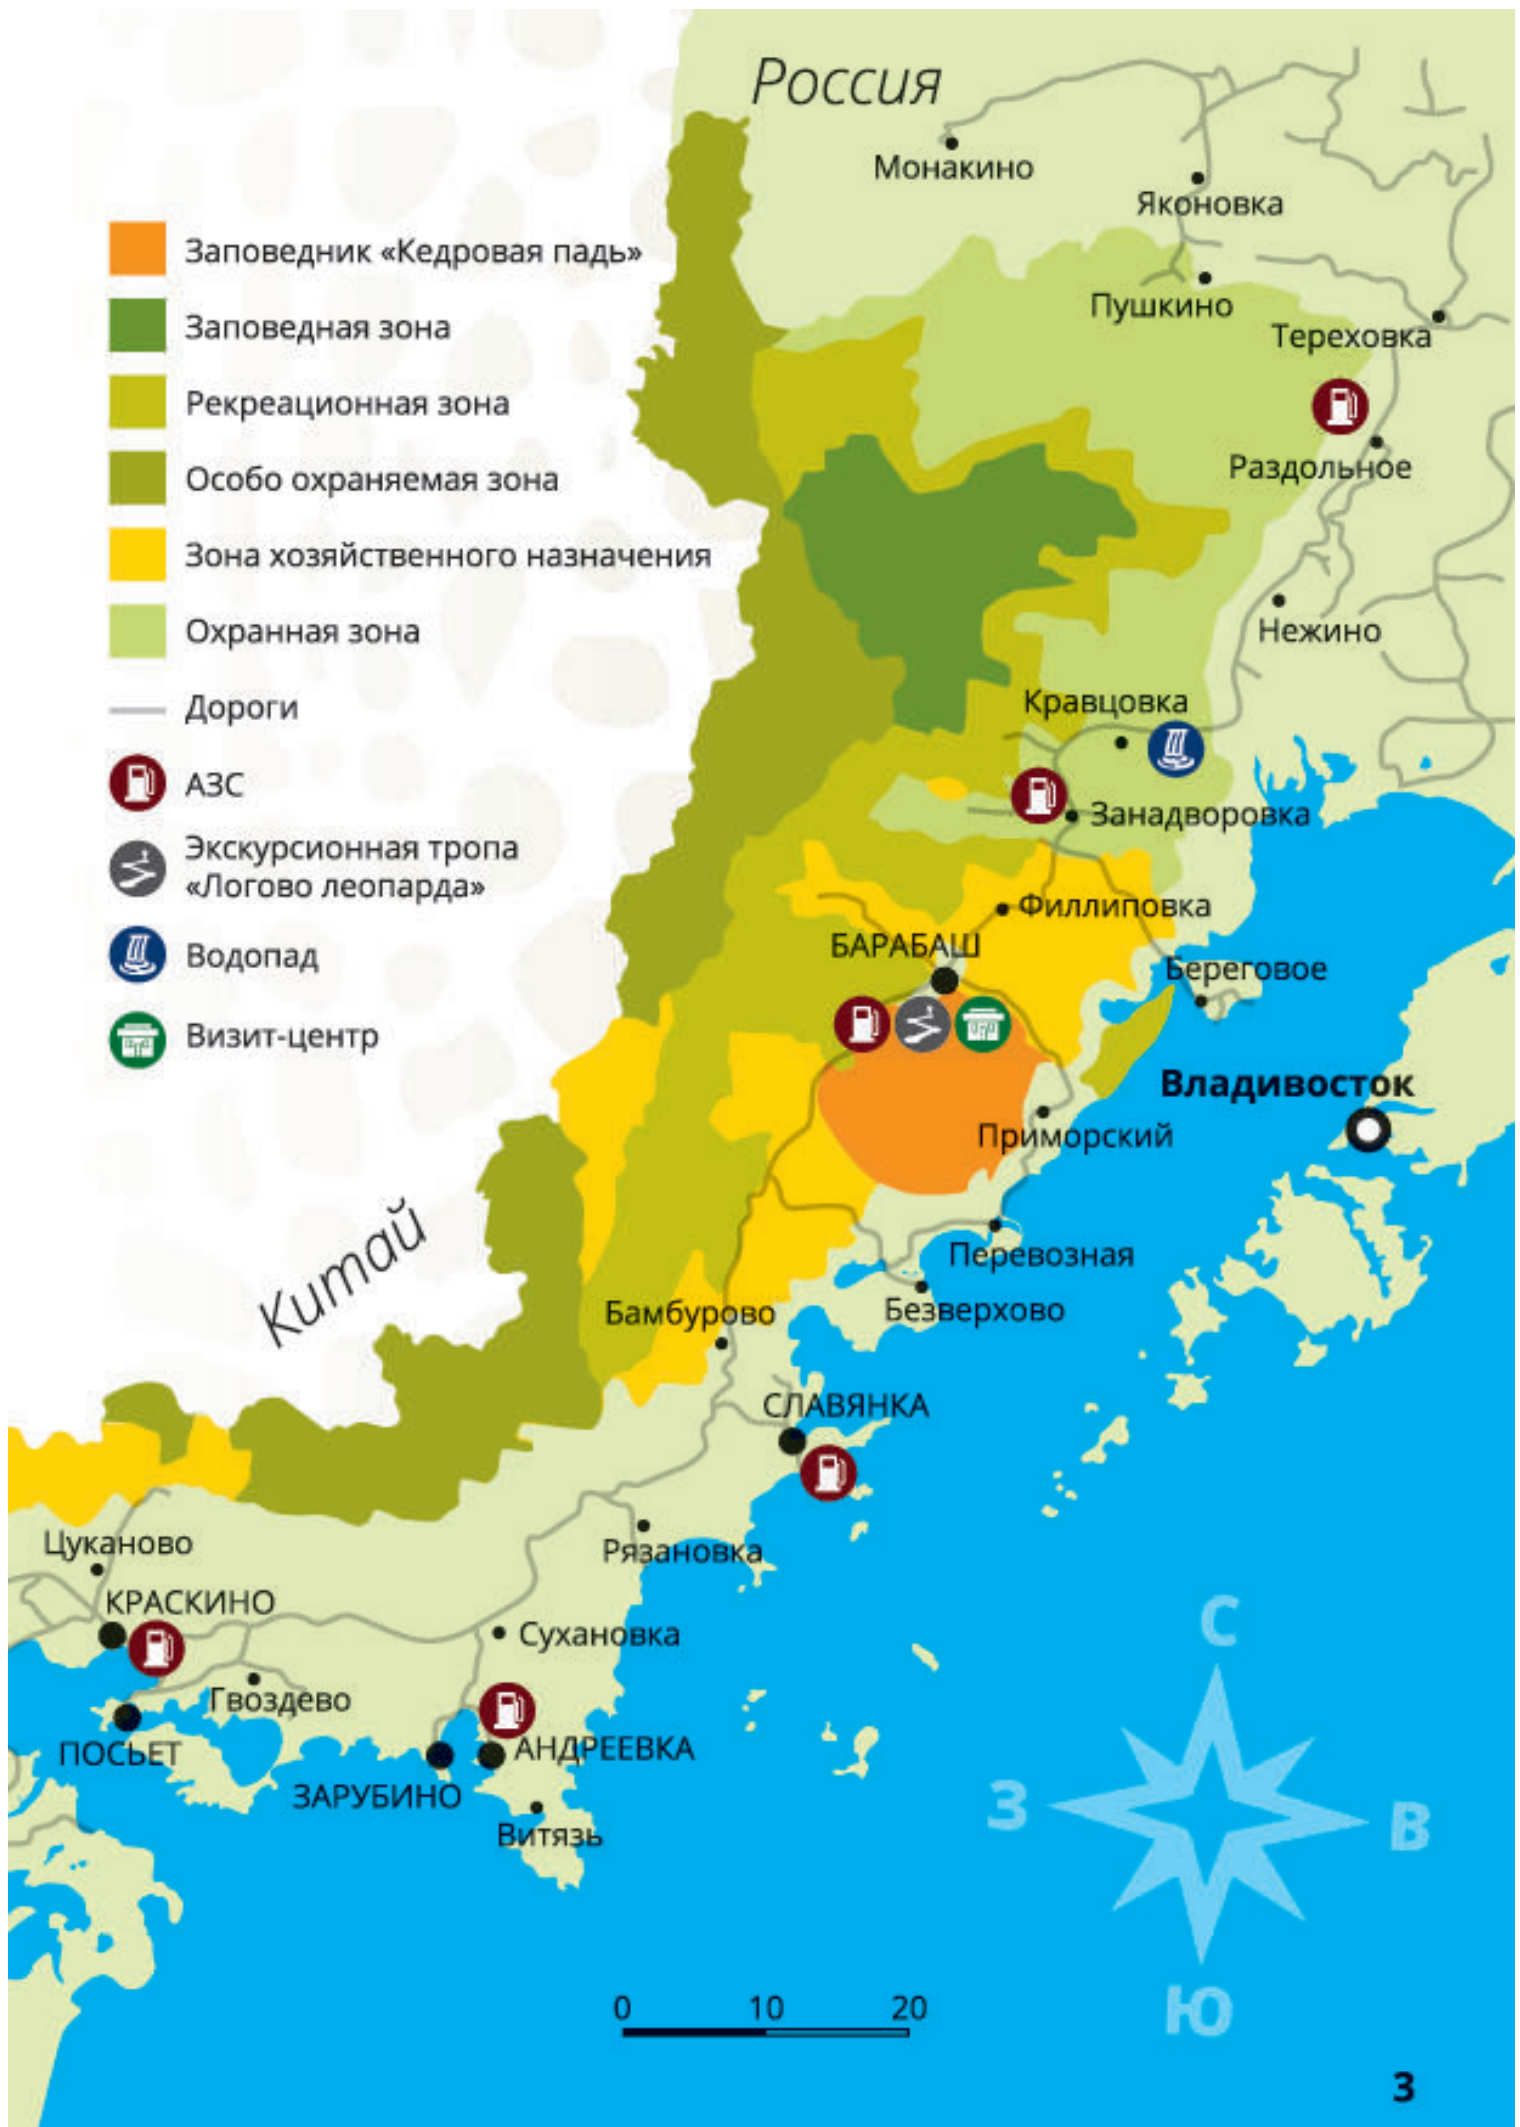 Россия
Монакино
Яконовка
Заповедник «Кедровая падь»
Пушкино
Заповедная зона
Тереховка
Рекреационная зона
Раздольное
Особо охраняемая зона
Зона хозяйственного назначения
Охранная зона
Нежино
Дороги
Кравцовка
АЗС
Занадворовка
Экскурсионная тропа
«Логово леопарда»
Филлиповка
БАРАБАШ
Водопад
Береговое
Визит-центр
Владивосток
Приморский
Китай
Перевозная
Безверхово
Бамбурово
СЛАВЯНКА
Цуканово
Рязановка
КРАСКИНО
Сухановка
Гвоздево
ПОСЬЕТ
АНДРЕЕВКА
ЗАРУБИНО
Витязь
С
З
В
Ю
0 10 20
3